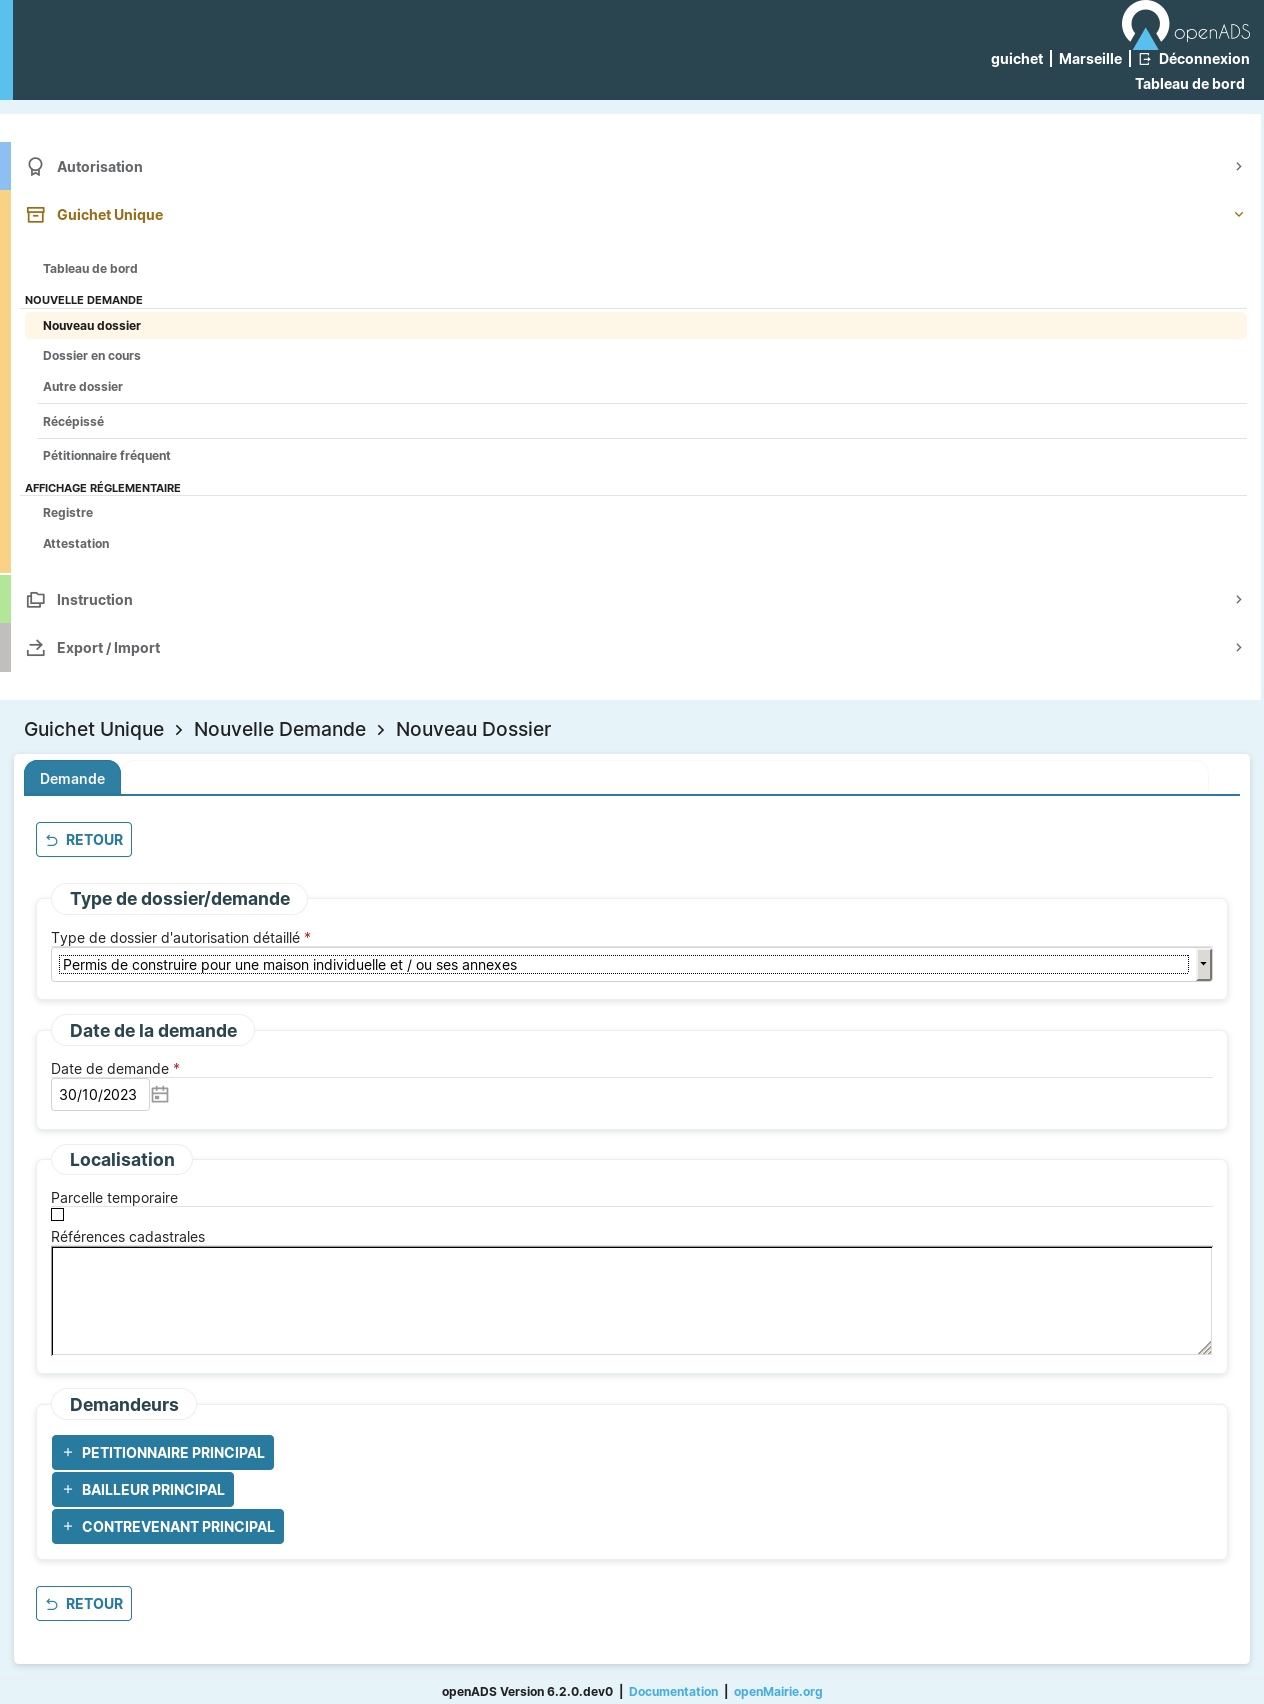 openADS
guichet | Marseille | Déconnexion
Tableau de bord
Autorisation
Guichet Unique
Tableau de bord
NOUVELLE DEMANDE
Nouveau dossier
Dossier en cours
Autre dossier
Récépissé
Pétitionnaire fréquent
AFFICHAGE RÉGLEMENTAIRE
Registre
Attestation
Instruction
Export / Import
Guichet Unique > Nouvelle Demande > Nouveau Dossier
Demande
RETOUR
Type de dossier/demande
Type de dossier d'autorisation détaillé *
Permis de construire pour une maison individuelle et / ou ses annexes
Date de la demande
Date de demande *
30/10/2023
Localisation
Parcelle temporaire
Références cadastrales
Demandeurs
+ PETITIONNAIRE PRINCIPAL
+ BAILLEUR PRINCIPAL
+ CONTREVENANT PRINCIPAL
RETOUR
openADS Version 6.2.0.dev0 | Documentation | openMairie.org